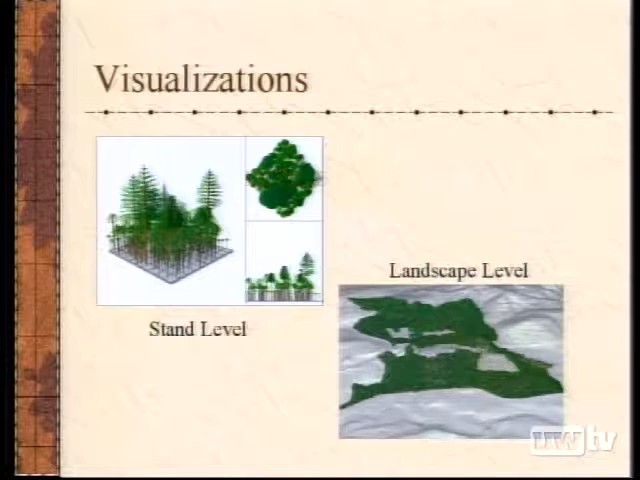 Visualizations
Landscape Level
Stand Level
UWtv